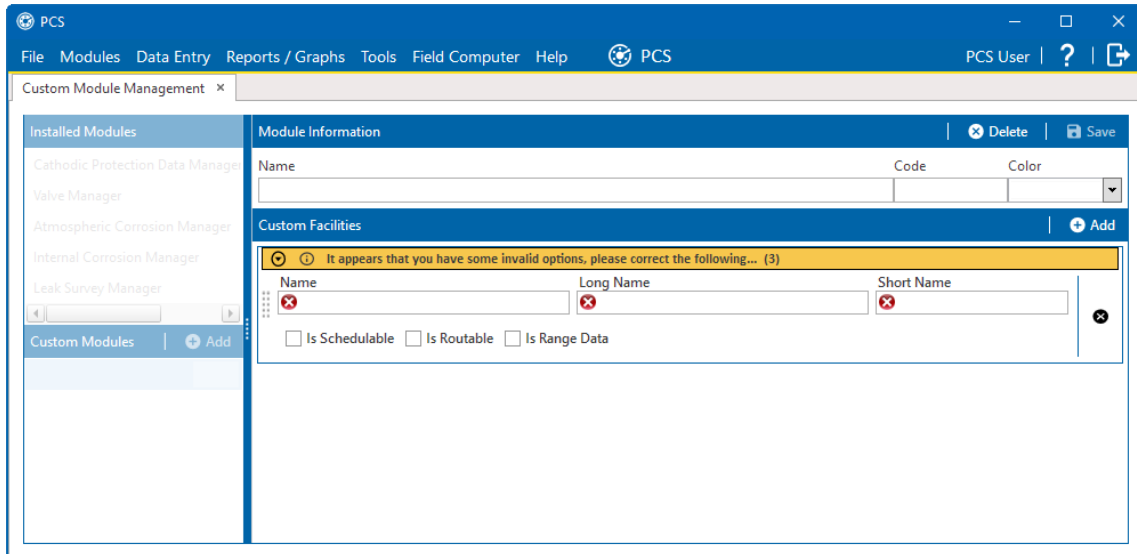 PCS
File Modules Data Entry Reports / Graphs Tools Field Computer Help PCS PCS User | ? |
Custom Module Management ×
Installed Modules
Cathodic Protection Data Manager
Valve Manager
Atmospheric Corrosion Manager
Internal Corrosion Manager
Leak Survey Manager
Custom Modules | Add
Module Information | Delete | Save
Name Code Color
Custom Facilities | Add
It appears that you have some invalid options, please correct the following... (3)
Name Long Name Short Name
Is Schedulable Is Routable Is Range Data